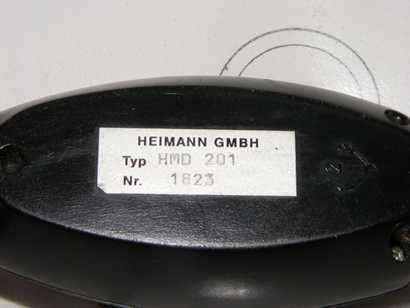 HEIMANN GMBH
Typ HMD 201
Nr. 1823